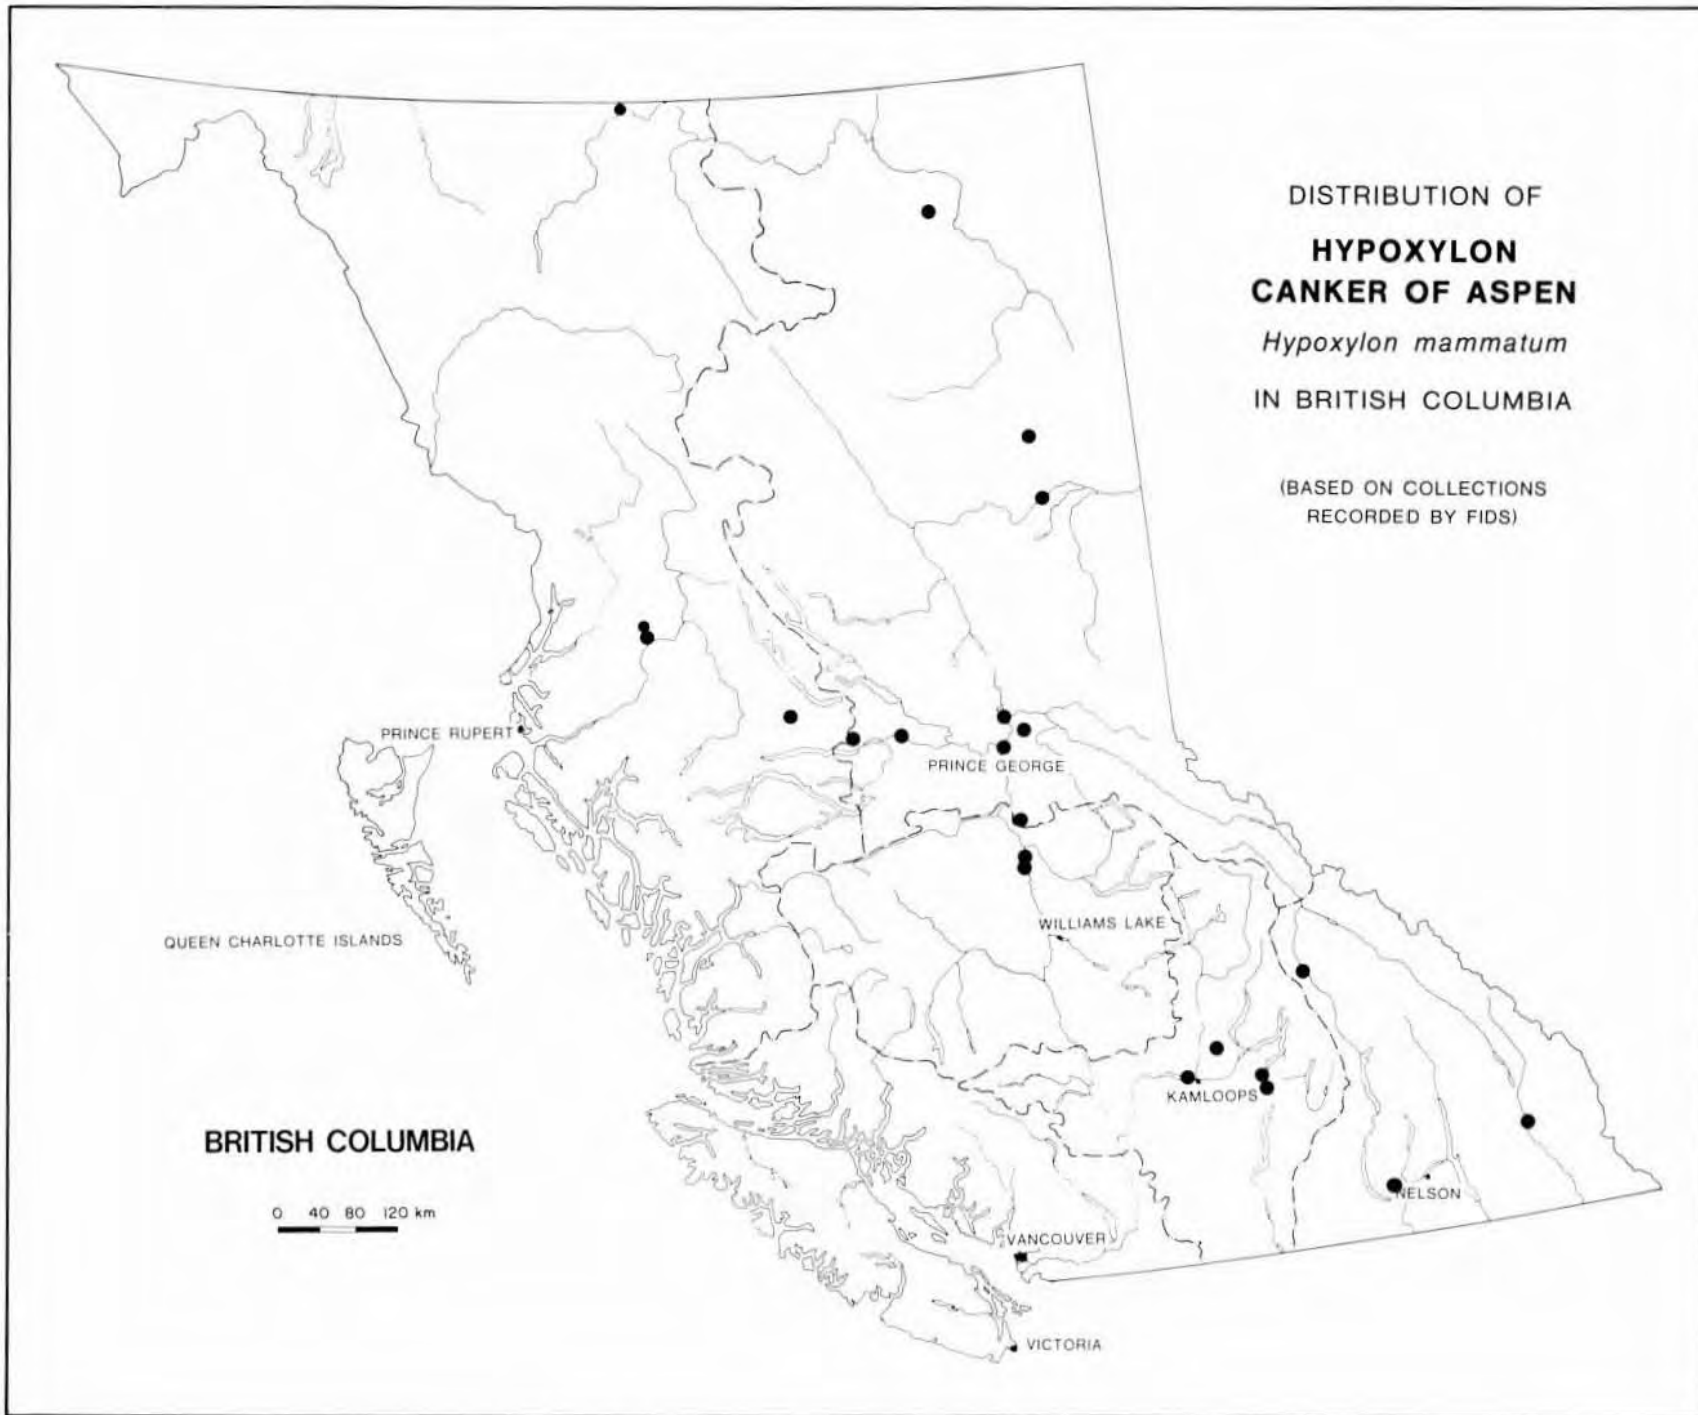 DISTRIBUTION OF
HYPOXYLON
CANKER OF ASPEN
Hypoxylon mammatum
IN BRITISH COLUMBIA
(BASED ON COLLECTIONS
RECORDED BY FIDS)
PRINCE RUPERT
PRINCE GEORGE
QUEEN CHARLOTTE ISLANDS
WILLIAMS LAKE
KAMLOOPS
BRITISH COLUMBIA
NELSON
0 40 80 120 km
VANCOUVER
VICTORIA